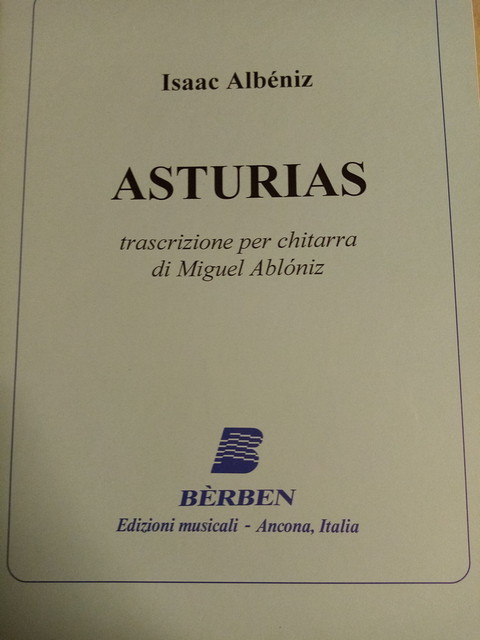 Isaac Albéniz
ASTURIAS
trascrizione per chitarra
di Miguel Ablóniz
B
BÈRBEN
Edizioni musicali - Ancona, Italia